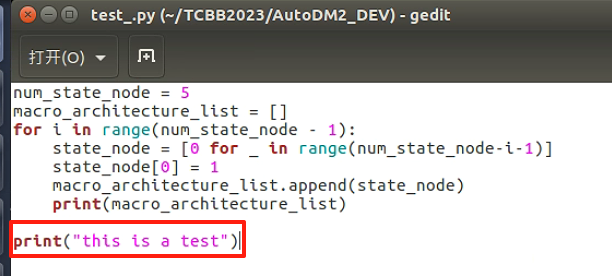 test_.py (~/TCBB2023/AutoDM2_DEV) - gedit
打开(O)
num_state_node = 5
macro_architecture_list = []
for i in range(num_state_node - 1):
    state_node = [0 for _ in range(num_state_node-i-1)]
    state_node[0] = 1
    macro_architecture_list.append(state_node)
    print(macro_architecture_list)

print("this is a test")